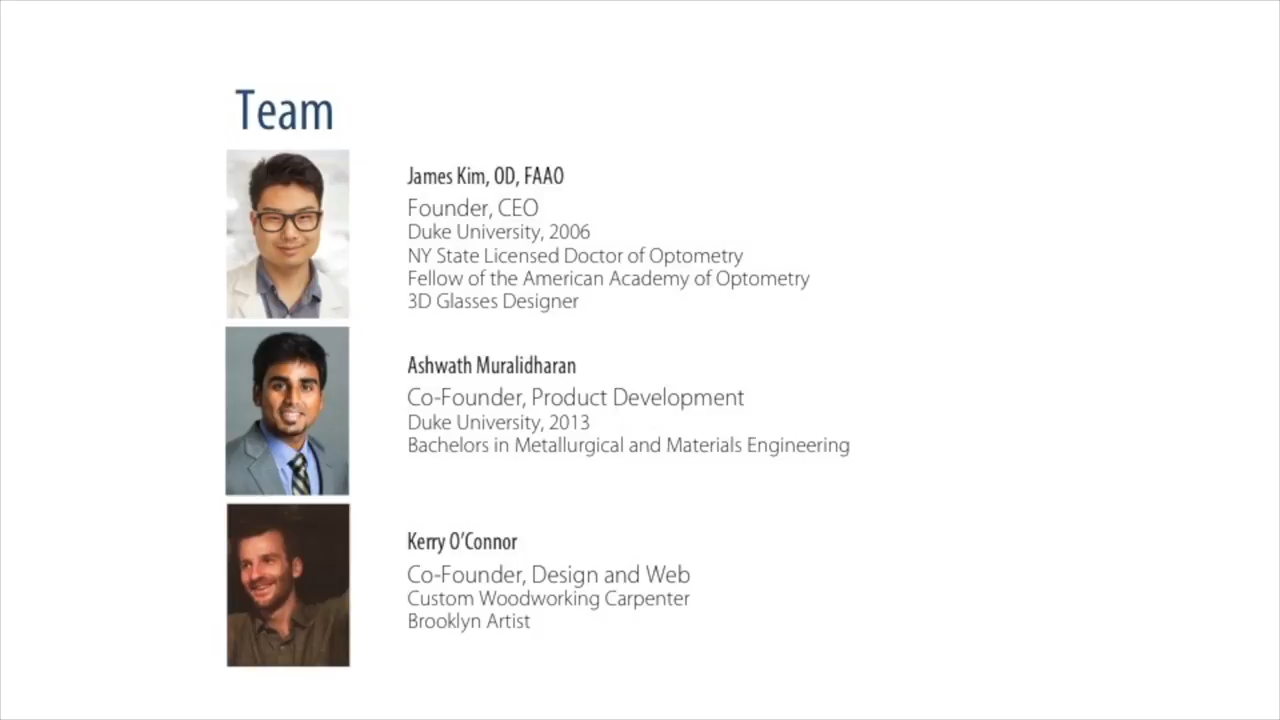 Team
James Kim, OD, FAAO
Founder, CEO
Duke University, 2006
NY State Licensed Doctor of Optometry
Fellow of the American Academy of Optometry
3D Glasses Designer
Ashwath Muralidharan
Co-Founder, Product Development
Duke University, 2013
Bachelors in Metallurgical and Materials Engineering
Kerry O’Connor
Co-Founder, Design and Web
Custom Woodworking Carpenter
Brooklyn Artist